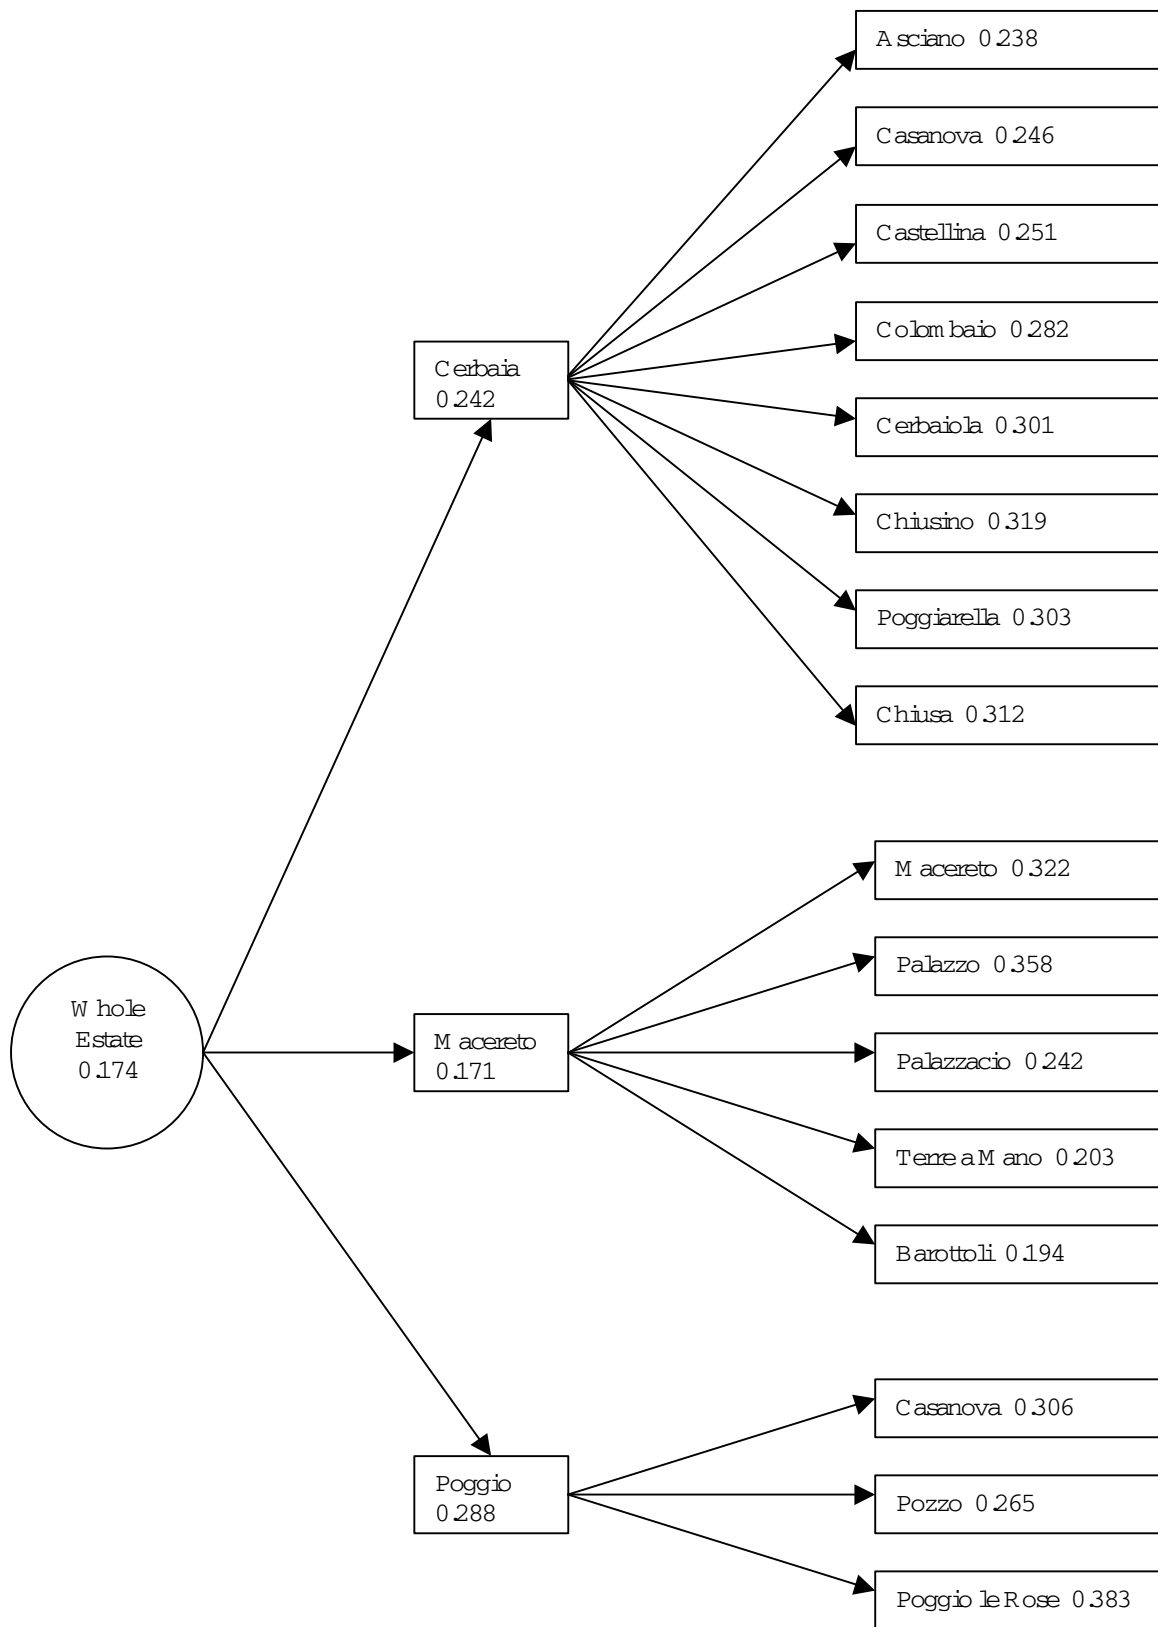 Asciano 0.238
Casanova 0.246
Castellina 0.251
Colombaio 0.282
Cerbaia
0.242
Cerbaiola 0.301
Chiusino 0.319
Poggiarella 0.303
Chiusa 0.312
Macereto 0.322
Palazzo 0.358
Whole
Estate
0.174
Macereto
0.171
Palazzacio 0.242
Terre a Mano 0.203
Barottoli 0.194
Casanova 0.306
Poggio
0.288
Pozzo 0.265
Poggio le Rose 0.383